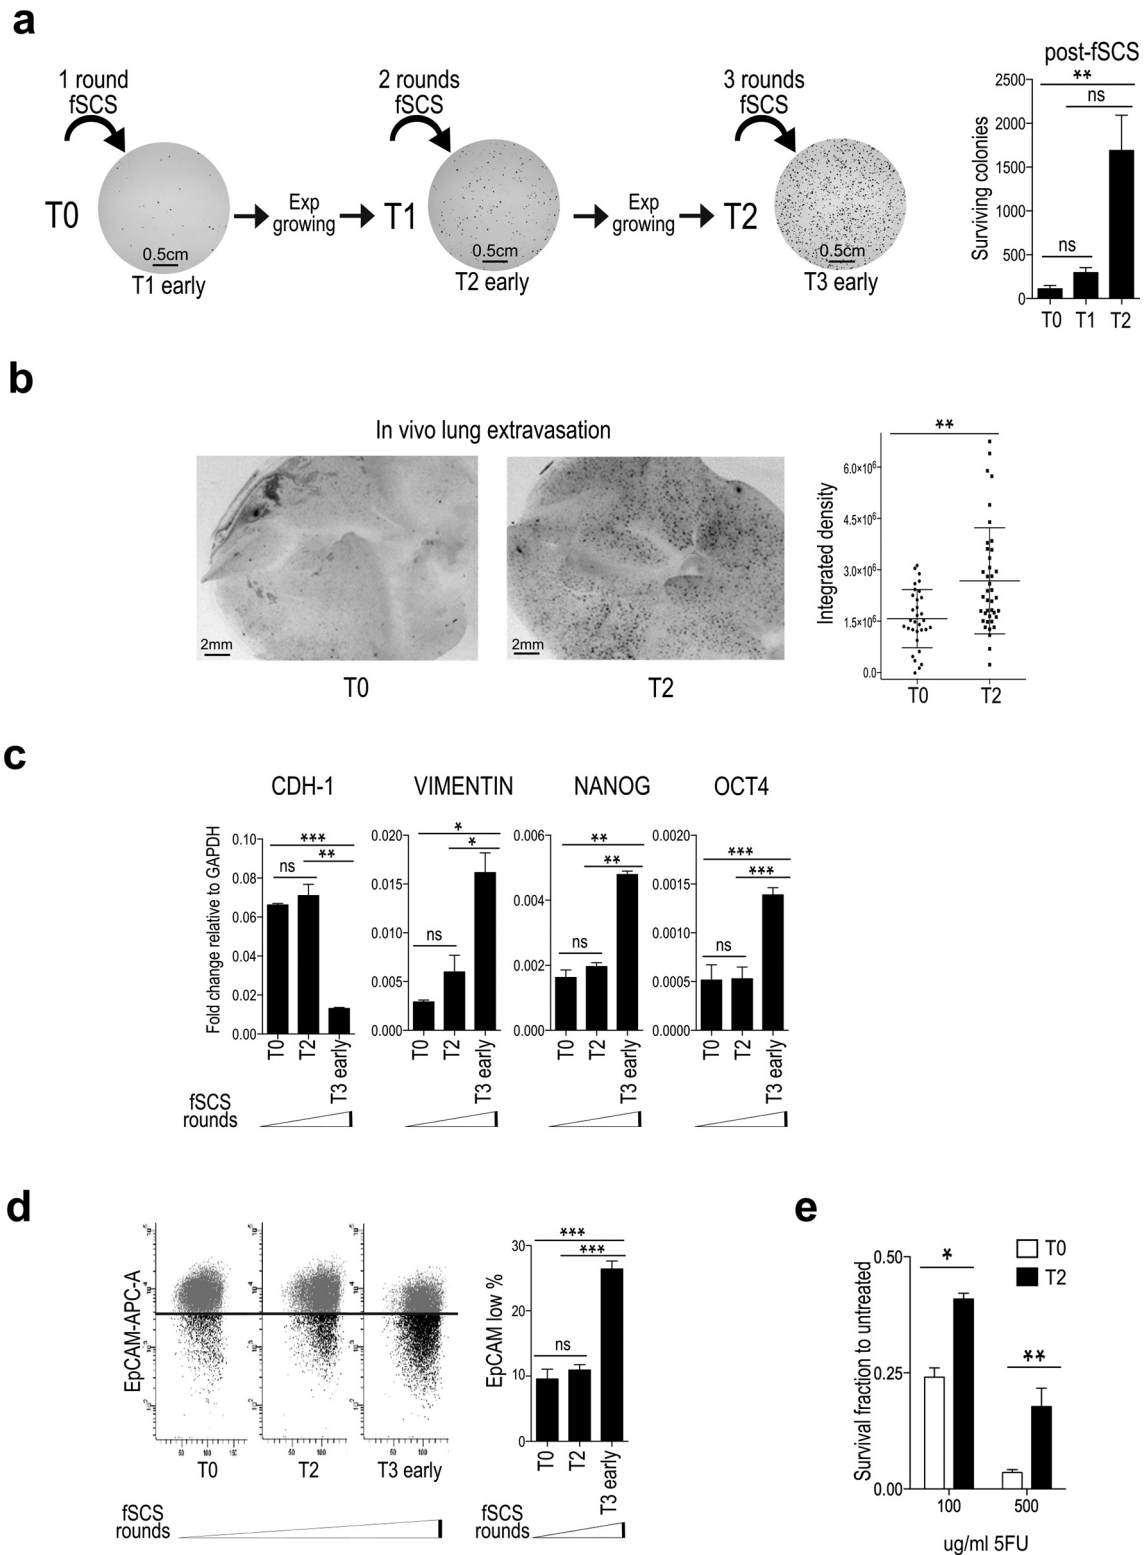 a
1 round
fSCS
2 rounds
fSCS
3 rounds
fSCS
T0
0.5cm
T1 early
Exp
growing
T1
0.5cm
T2 early
Exp
growing
T2
0.5cm
T3 early
post-fSCS
**
ns
ns
Surviving colonies
2500
2000
1500
1000
500
0
T0 T1 T2
b
In vivo lung extravasation
2mm
2mm
T0
T2
**
Integrated density
6.0×10⁶
4.5×10⁶
3.0×10⁶
1.5×10⁶
0.0
T0 T2
c
CDH-1
Fold change relative to GAPDH
0.10
0.08
0.06
0.04
0.02
0.00
***
**
ns
T0 T2 T3 early
VIMENTIN
0.020
0.015
0.010
0.005
0.000
*
*
ns
T0 T2 T3 early
NANOG
0.006
0.004
0.002
0.000
**
**
ns
T0 T2 T3 early
OCT4
0.0020
0.0015
0.0010
0.0005
0.0000
***
***
ns
T0 T2 T3 early
fSCS
rounds
d
EpCAM-APC-A
50 100 150
50 100
50 100
T0
T2
T3 early
fSCS
rounds
EpCAM low %
30
20
10
0
***
***
ns
T0 T2 T3 early
fSCS
rounds
e
T0
T2
Survival fraction to untreated
0.50
0.25
0.00
*
**
100 500
ug/ml 5FU